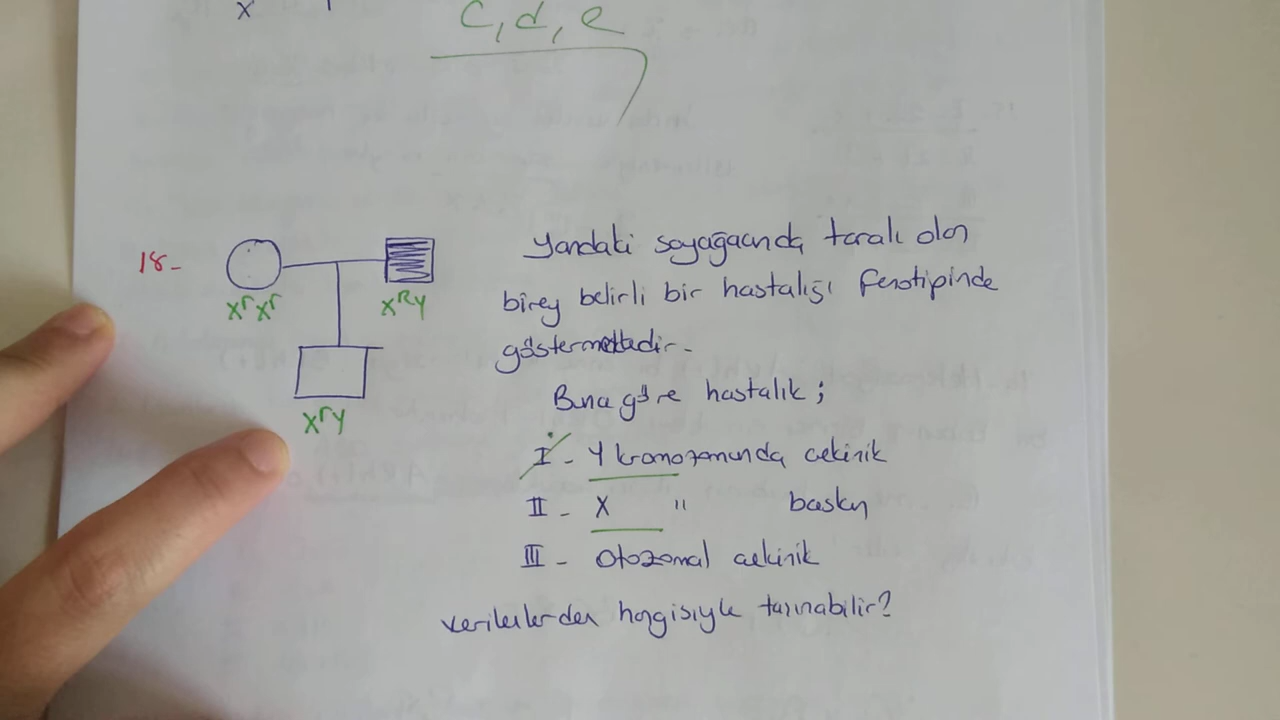 x
c, d, e
18-
xʳxʳ
xᴿy
xʳy
Yandaki soyağacında taralı olan
birey belirli bir hastalığı fenotipinde
göstermektedir.
Buna göre hastalık;
I - Y kromozomunda çekinik
II - X " baskın
III - Otozomal çekinik
verilenlerden hangisiyle taşınabilir?